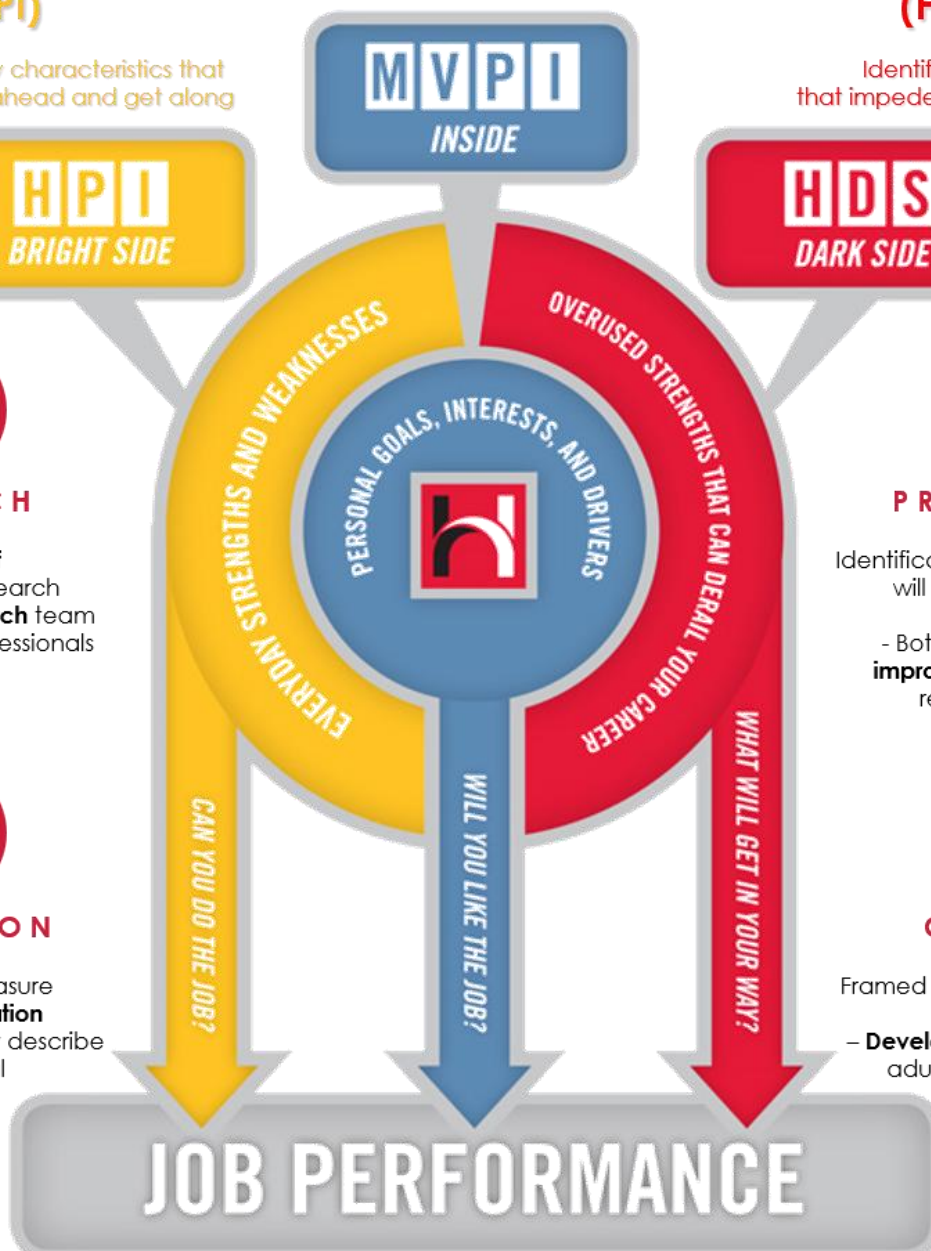 PI)
characteristics that
ahead and get along
(H
Identif
that impede
MVPI
INSIDE
HPI
BRIGHT SIDE
HDS
DARK SIDE
EVERYDAY STRENGTHS AND WEAKNESSES
PERSONAL GOALS, INTERESTS, AND DRIVERS
OVERUSED STRENGTHS THAT CAN DERAIL YOUR CAREER
CH
earch
ch team
essionals
PR
Identifica
will
- Bot
impro
re
CAN YOU DO THE JOB?
WILL YOU LIKE THE JOB?
WHAT WILL GET IN YOUR WAY?
ON
asure
ation
describe
l
Framed
– Devel
adu
JOB PERFORMANCE